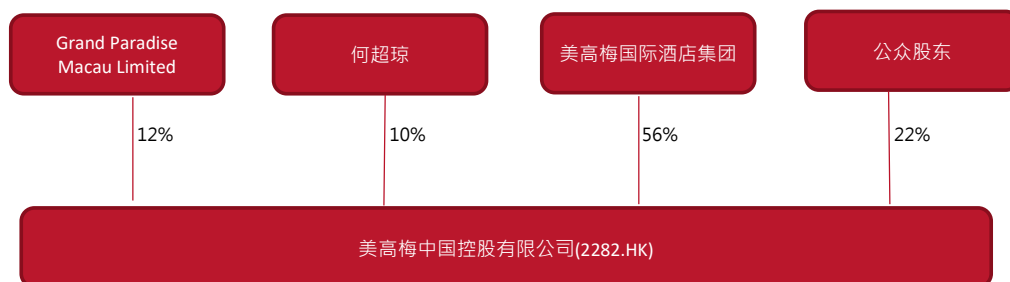 Grand Paradise
Macau Limited
何超琼
美高梅国际酒店集团
公众股东
12%
10%
56%
22%
美高梅中国控股有限公司(2282.HK)